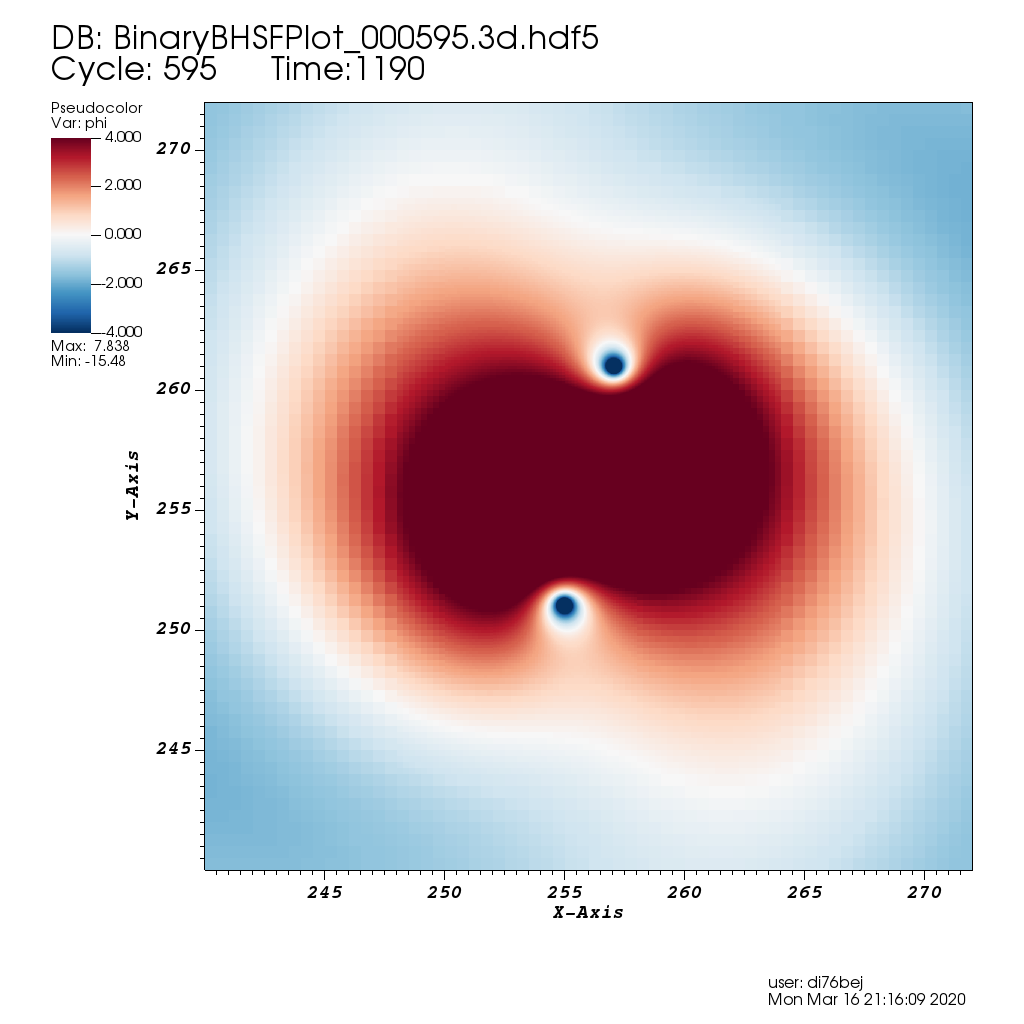 DB: BinaryBHSFPlot_000595.3d.hdf5
Cycle: 595 Time:1190
Pseudocolor
Var: phi
4.000
2.000
0.000
-2.000
-4.000
Max: 7.838
Min: -15.48
270
265
260
255
250
245
Y-Axis
245 250 255 260 265 270
X-Axis
user: di76bej
Mon Mar 16 21:16:09 2020